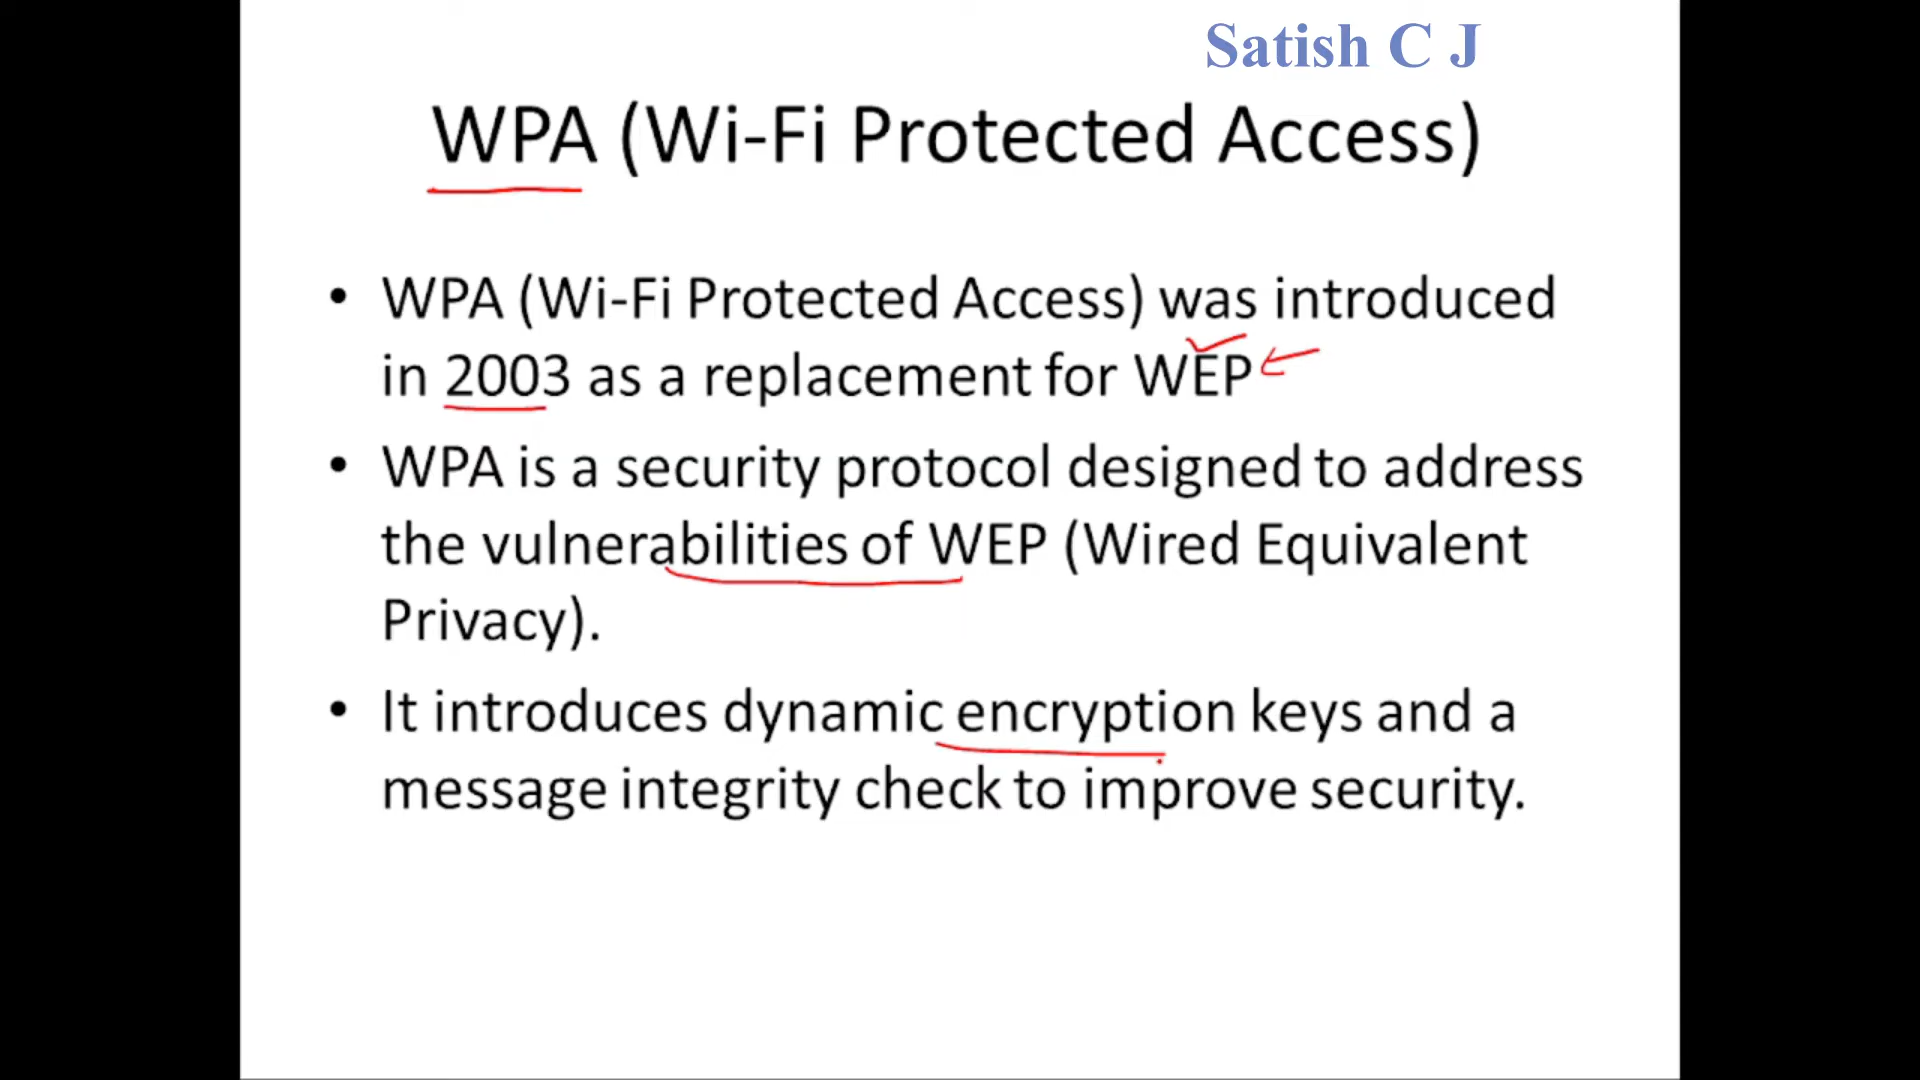 Satish C J
WPA (Wi-Fi Protected Access)
• WPA (Wi-Fi Protected Access) was introduced
in 2003 as a replacement for WEP
• WPA is a security protocol designed to address
the vulnerabilities of WEP (Wired Equivalent
Privacy).
• It introduces dynamic encryption keys and a
message integrity check to improve security.